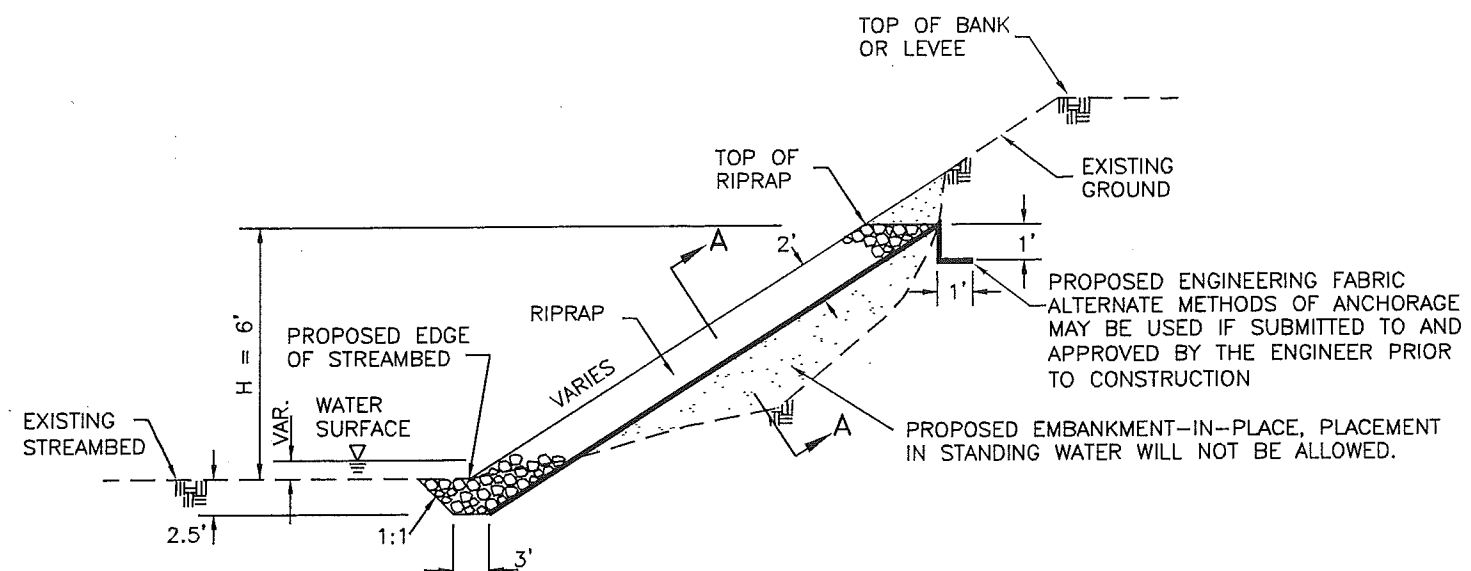 TOP OF BANK
OR LEVEE
TOP OF
RIPRAP
EXISTING
GROUND
A
2'
1'
1'
PROPOSED ENGINEERING FABRIC
ALTERNATE METHODS OF ANCHORAGE
MAY BE USED IF SUBMITTED TO AND
APPROVED BY THE ENGINEER PRIOR
TO CONSTRUCTION
RIPRAP
H = 6'
PROPOSED EDGE
OF STREAMBED
VARIES
VAR.
WATER
SURFACE
EXISTING
STREAMBED
A
PROPOSED EMBANKMENT-IN-PLACE, PLACEMENT
IN STANDING WATER WILL NOT BE ALLOWED.
2.5'
1:1
3'